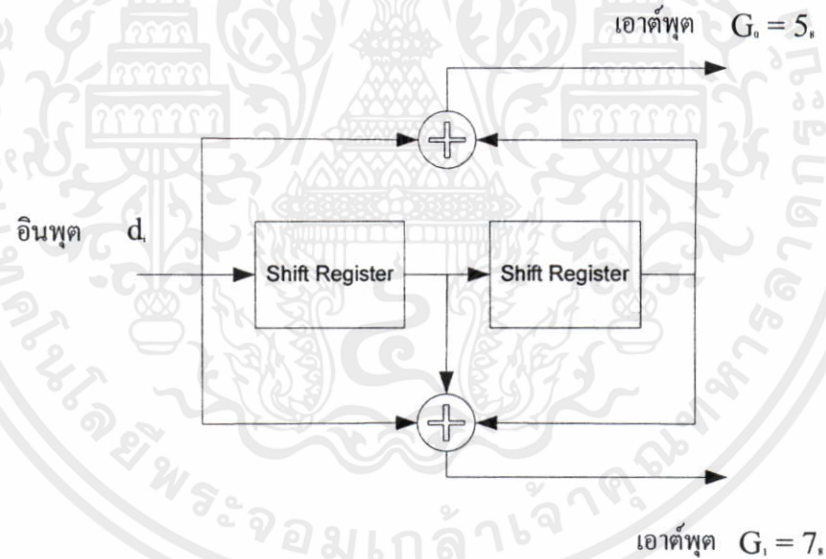 เอาต์พุต G₀ = 5₈
อินพุต dᵢ
Shift Register
Shift Register
เอาต์พุต G₁ = 7₈